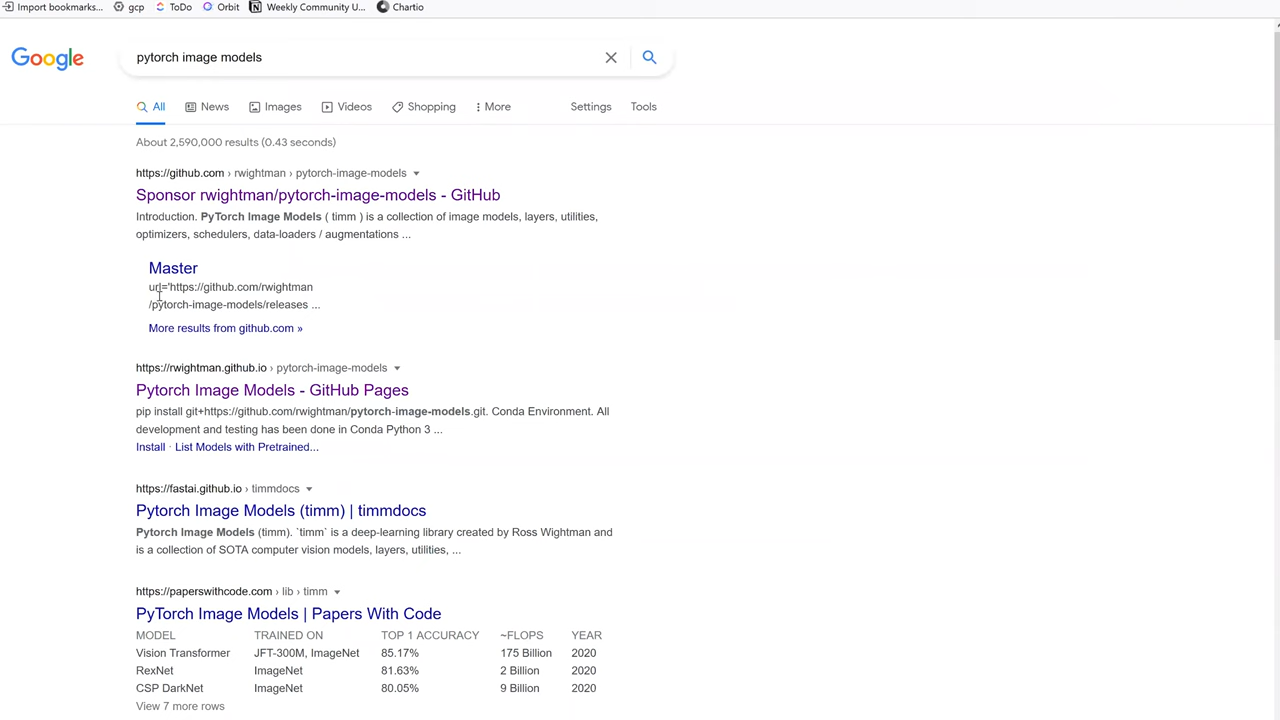 Import bookmarks... gcp ToDo Orbit Weekly Community U... Chartio
Google pytorch image models
All News Images Videos Shopping More Settings Tools
About 2,590,000 results (0.43 seconds)
https://github.com › rwightman › pytorch-image-models
Sponsor rwightman/pytorch-image-models - GitHub
Introduction. PyTorch Image Models ( timm ) is a collection of image models, layers, utilities,
optimizers, schedulers, data-loaders / augmentations ...
Master
url='https://github.com/rwightman
/pytorch-image-models/releases ...
More results from github.com »
https://rwightman.github.io › pytorch-image-models
Pytorch Image Models - GitHub Pages
pip install git+https://github.com/rwightman/pytorch-image-models.git. Conda Environment. All
development and testing has been done in Conda Python 3 ...
Install · List Models with Pretrained...
https://fastai.github.io › timmdocs
Pytorch Image Models (timm) | timmdocs
Pytorch Image Models (timm). `timm` is a deep-learning library created by Ross Wightman and
is a collection of SOTA computer vision models, layers, utilities, ...
https://paperswithcode.com › lib › timm
PyTorch Image Models | Papers With Code
MODEL TRAINED ON TOP 1 ACCURACY ~FLOPS YEAR
Vision Transformer JFT-300M, ImageNet 85.17% 175 Billion 2020
RexNet ImageNet 81.63% 2 Billion 2020
CSP DarkNet ImageNet 80.05% 9 Billion 2020
View 7 more rows